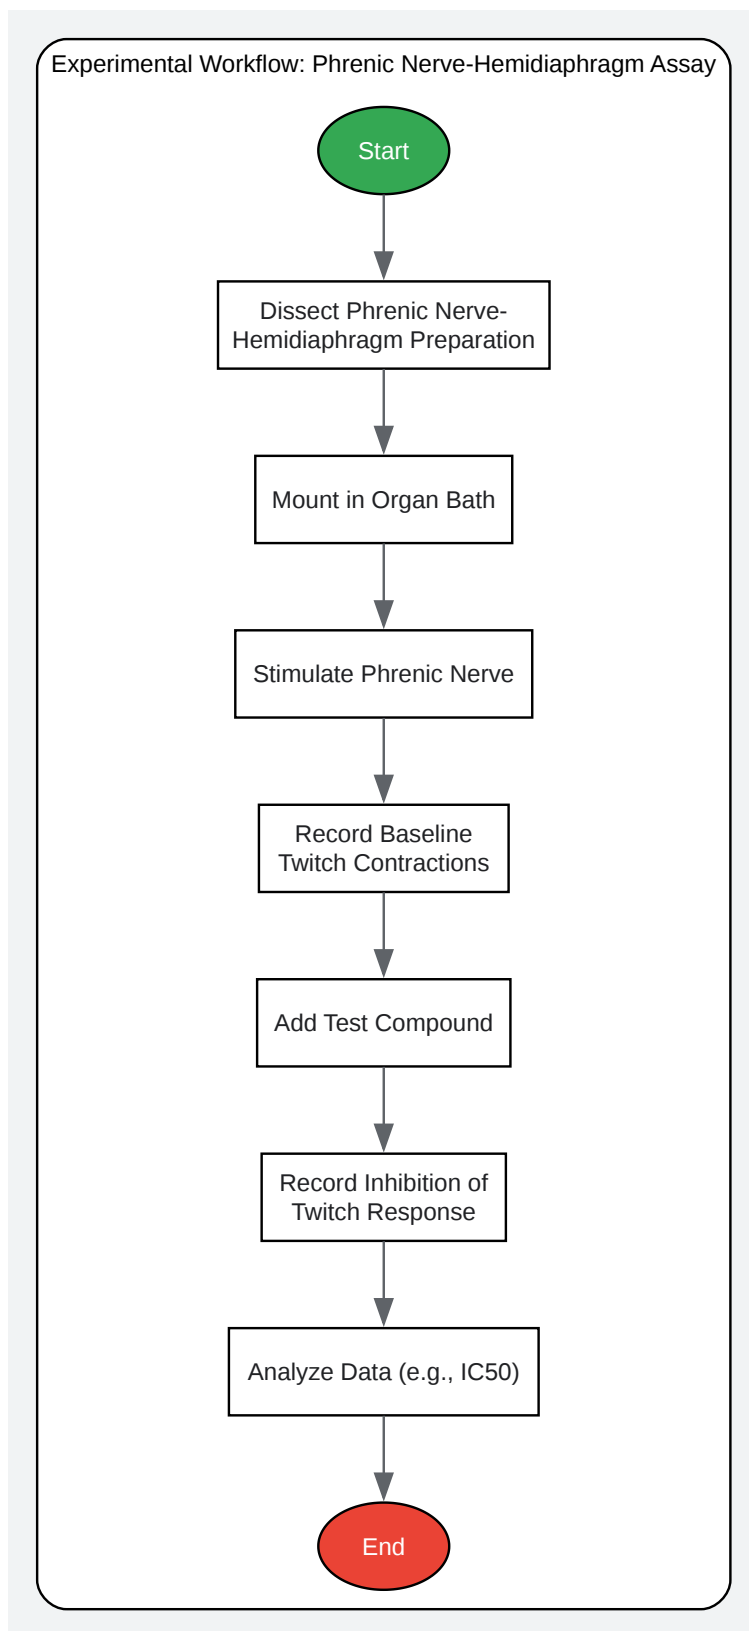 Experimental Workflow: Phrenic Nerve-Hemidiaphragm Assay
Start
Dissect Phrenic Nerve-
Hemidiaphragm Preparation
Mount in Organ Bath
Stimulate Phrenic Nerve
Record Baseline
Twitch Contractions
Add Test Compound
Record Inhibition of
Twitch Response
Analyze Data (e.g., IC50)
End